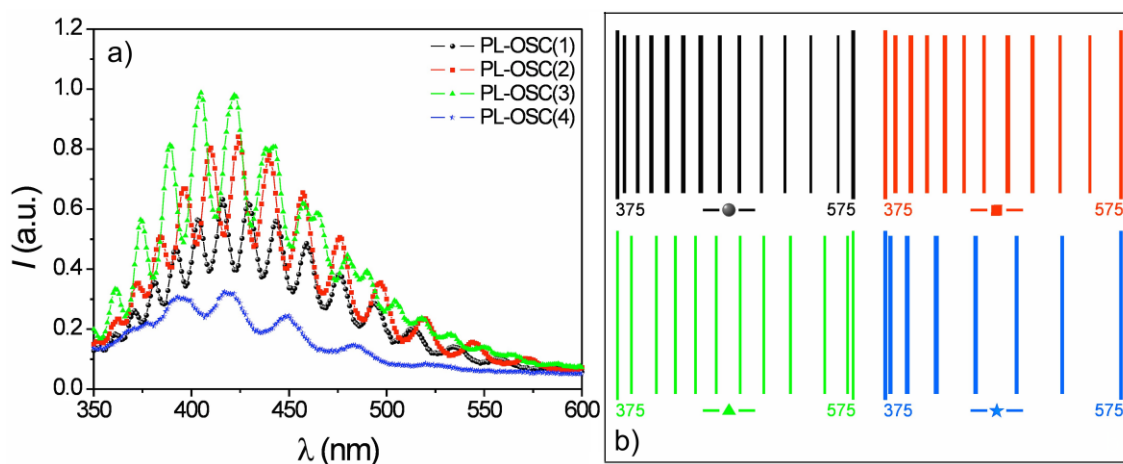 a)
PL-OSC(1)
PL-OSC(2)
PL-OSC(3)
PL-OSC(4)
I (a.u.)
1.2
1.0
0.8
0.6
0.4
0.2
0.0
350 400 450 500 550 600
λ (nm)
375 575
375 575
375 575
375 575
b)